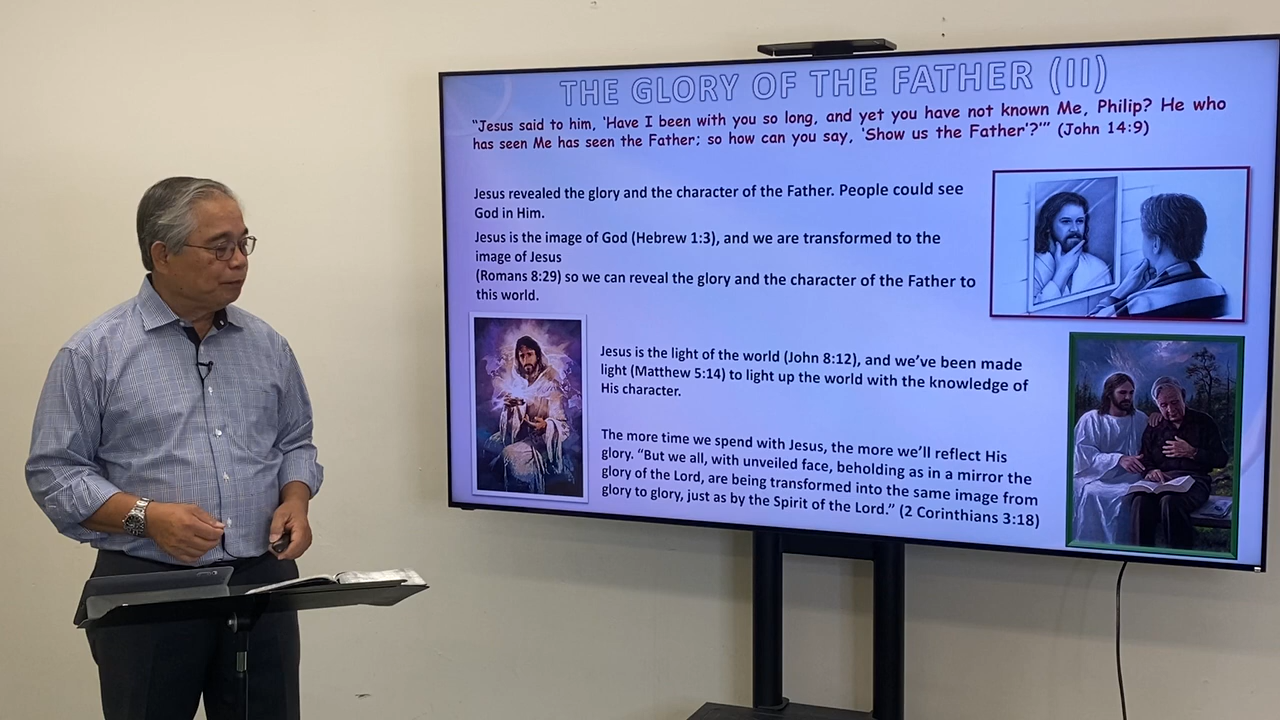 THE GLORY OF THE FATHER (II)
"Jesus said to him, 'Have I been with you so long, and yet you have not known Me, Philip? He who
has seen Me has seen the Father; so how can you say, 'Show us the Father'?'" (John 14:9)
Jesus revealed the glory and the character of the Father. People could see
God in Him.
Jesus is the image of God (Hebrew 1:3), and we are transformed to the
image of Jesus
(Romans 8:29) so we can reveal the glory and the character of the Father to
this world.
Jesus is the light of the world (John 8:12), and we've been made
light (Matthew 5:14) to light up the world with the knowledge of
His character.
The more time we spend with Jesus, the more we'll reflect His
glory. "But we all, with unveiled face, beholding as in a mirror the
glory of the Lord, are being transformed into the same image from
glory to glory, just as by the Spirit of the Lord." (2 Corinthians 3:18)